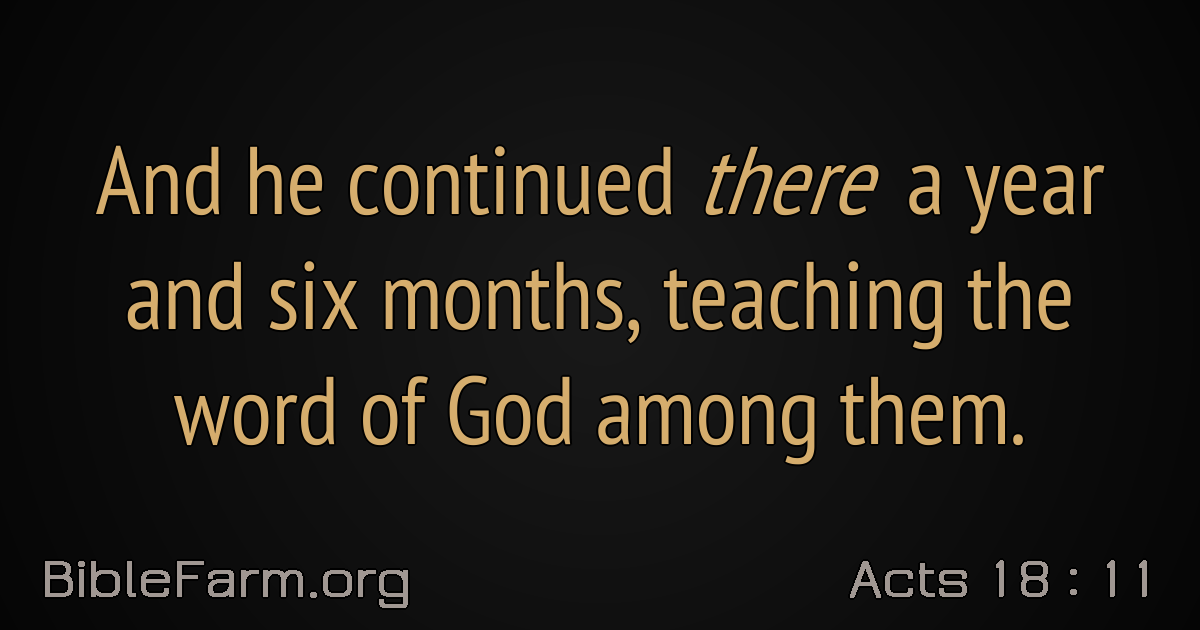 And he continued there a year
and six months, teaching the
word of God among them.
BibleFarm.org
Acts 18 : 11